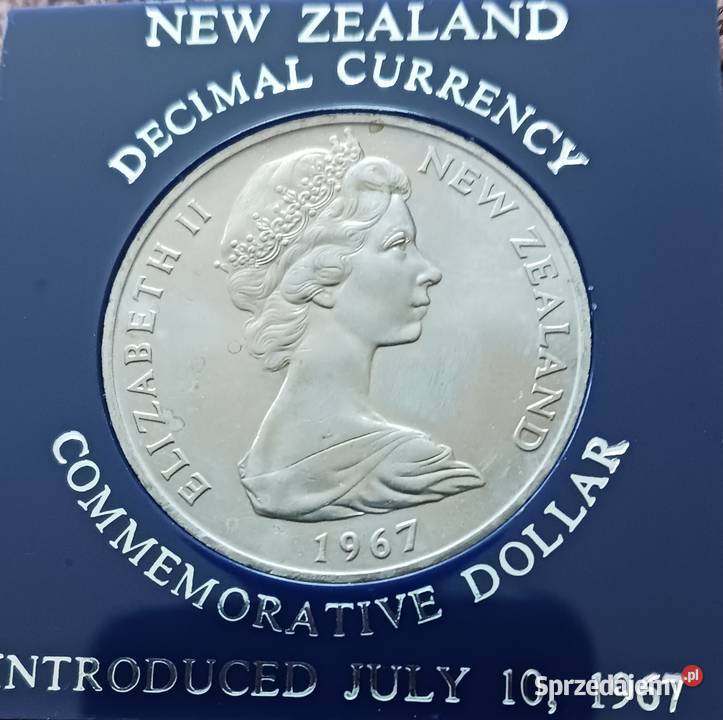 NEW ZEALAND
DECIMAL CURRENCY
ELIZABETH II
NEW ZEALAND
1967
COMMEMORATIVE DOLLAR
INTRODUCED JULY 10, 1967
Sprzedajemy.pl